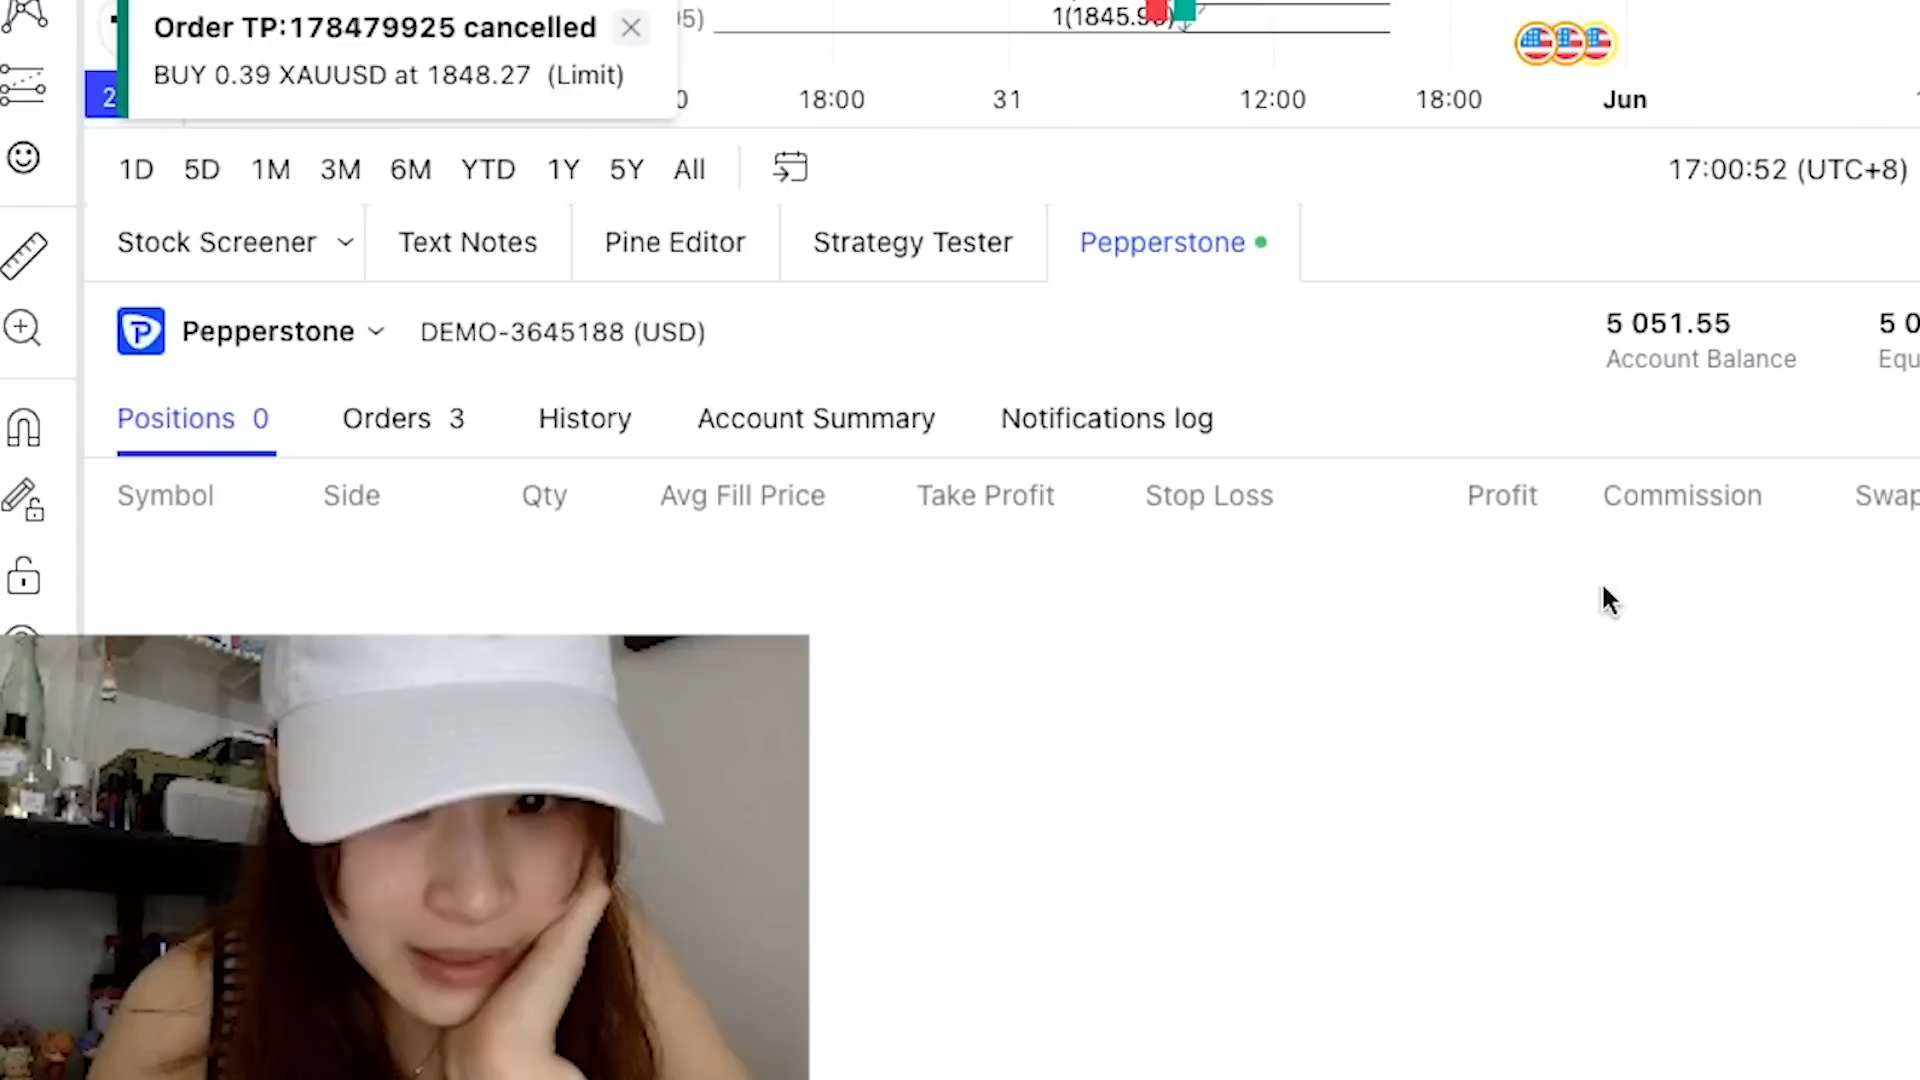 Order TP:178479925 cancelled
BUY 0.39 XAUUSD at 1848.27 (Limit)
18:00 31 12:00 18:00 Jun
1D 5D 1M 3M 6M YTD 1Y 5Y All 17:00:52 (UTC+8)
Stock Screener Text Notes Pine Editor Strategy Tester Pepperstone
Pepperstone DEMO-3645188 (USD)
5 051.55
Account Balance
Positions 0 Orders 3 History Account Summary Notifications log
Symbol Side Qty Avg Fill Price Take Profit Stop Loss Profit Commission Swap